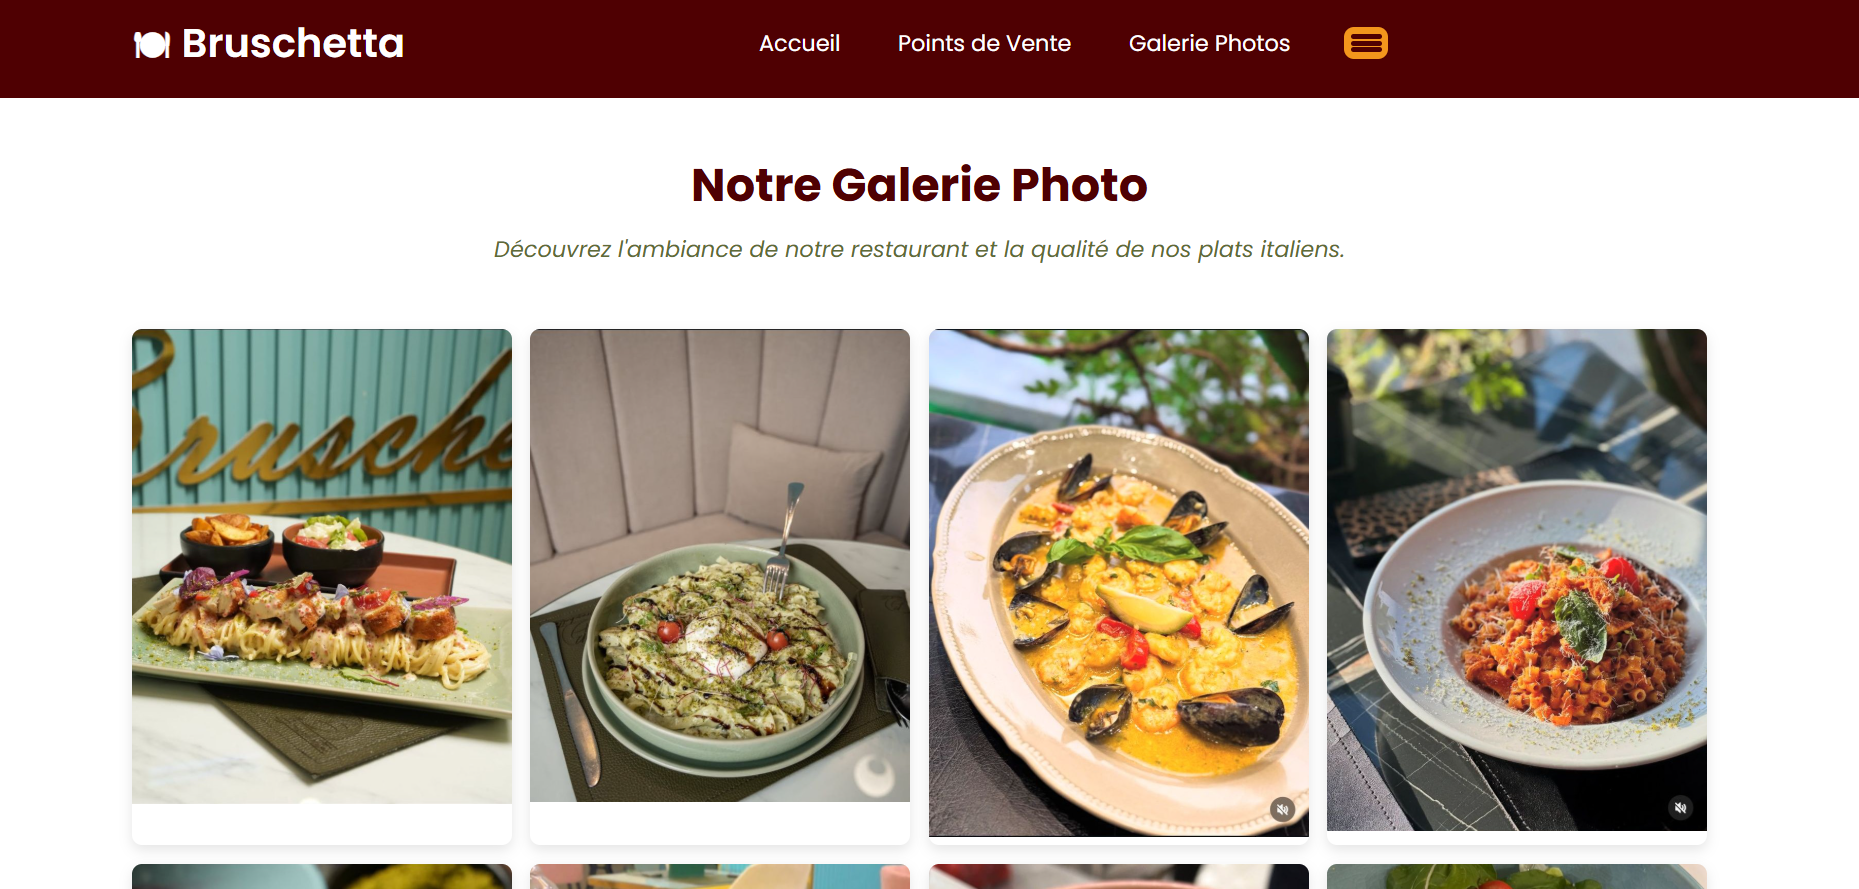 Bruschetta
Accueil
Points de Vente
Galerie Photos
Notre Galerie Photo
Découvrez l'ambiance de notre restaurant et la qualité de nos plats italiens.
Brusche